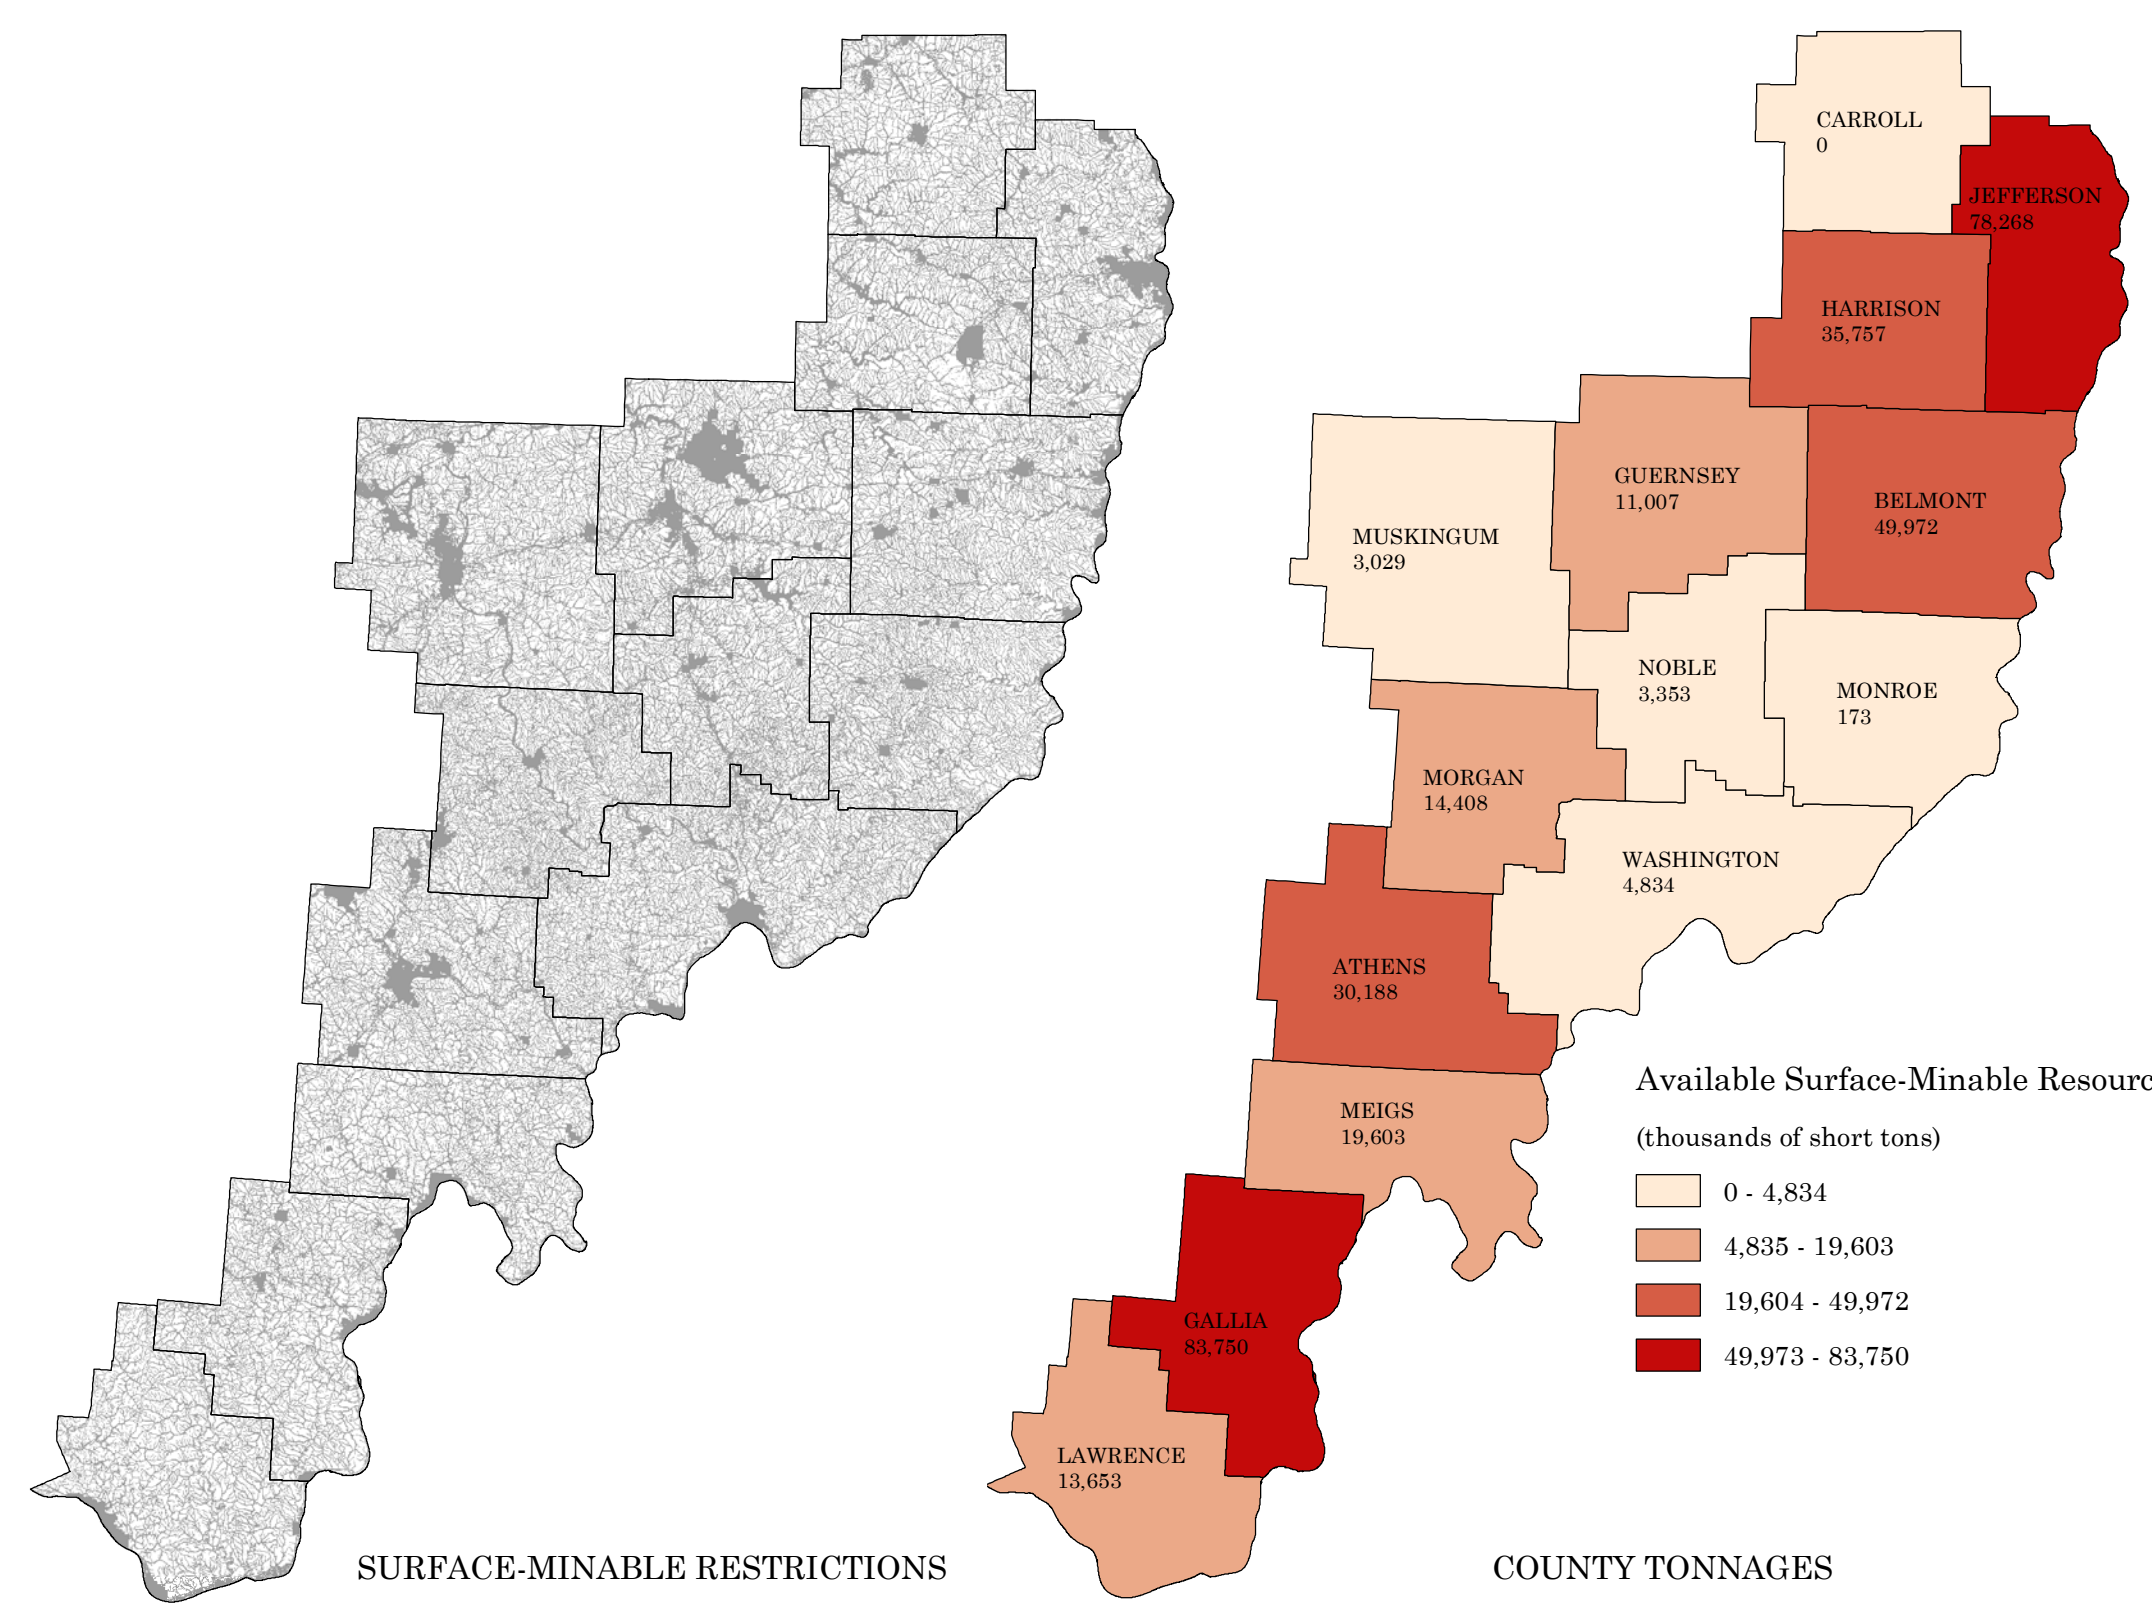 CARROLL
0
JEFFERSON
78,268
HARRISON
35,757
GUERNSEY
11,007
BELMONT
49,972
MUSKINGUM
3,029
NOBLE
3,353
MONROE
173
MORGAN
14,408
WASHINGTON
4,834
ATHENS
30,188
MEIGS
19,603
GALLIA
83,750
LAWRENCE
13,653
Available Surface-Minable Resourc
(thousands of short tons)
0 - 4,834
4,835 - 19,603
19,604 - 49,972
49,973 - 83,750
SURFACE-MINABLE RESTRICTIONS
COUNTY TONNAGES